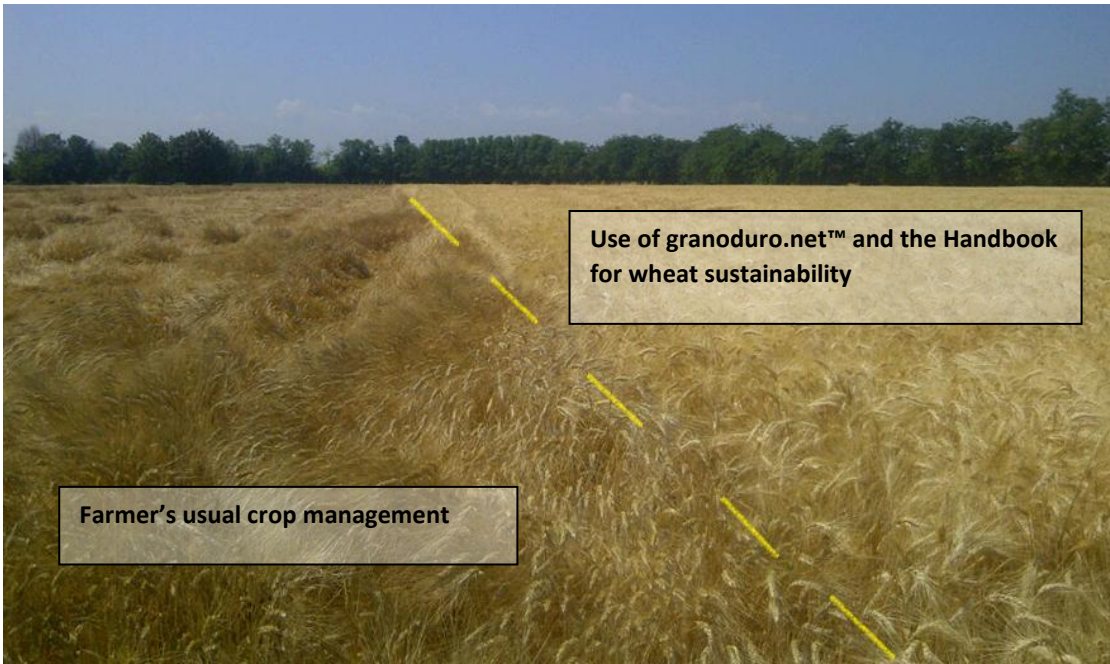 Use of granoduro.net™ and the Handbook
for wheat sustainability
Farmer’s usual crop management